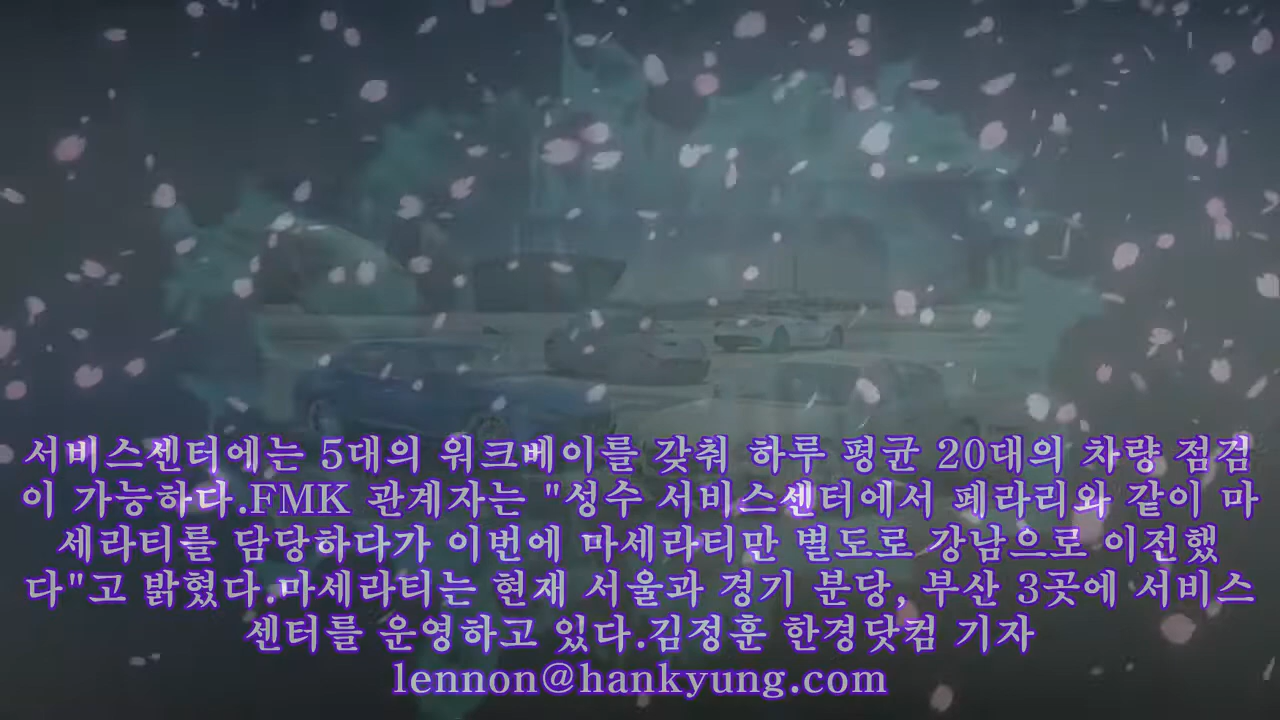 서비스센터에는 5대의 워크베이를 갖춰 하루 평균 20대의 차량 점검
이 가능하다.FMK 관계자는 "성수 서비스센터에서 페라리와 같이 마
세라티를 담당하다가 이번에 마세라티만 별도로 강남으로 이전했
다"고 밝혔다.마세라티는 현재 서울과 경기 분당, 부산 3곳에 서비스
센터를 운영하고 있다.김정훈 한경닷컴 기자
lennon@hankyung.com